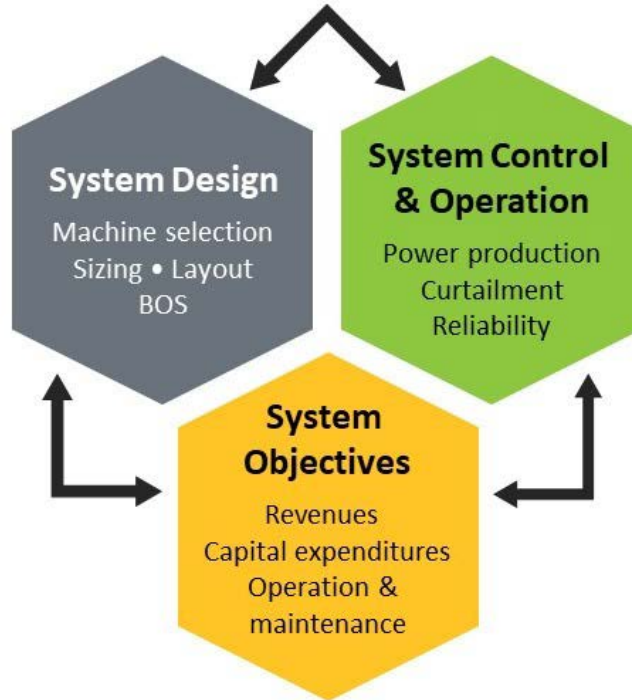 System Design
Machine selection
Sizing • Layout
BOS
System Control
& Operation
Power production
Curtailment
Reliability
System
Objectives
Revenues
Capital expenditures
Operation &
maintenance